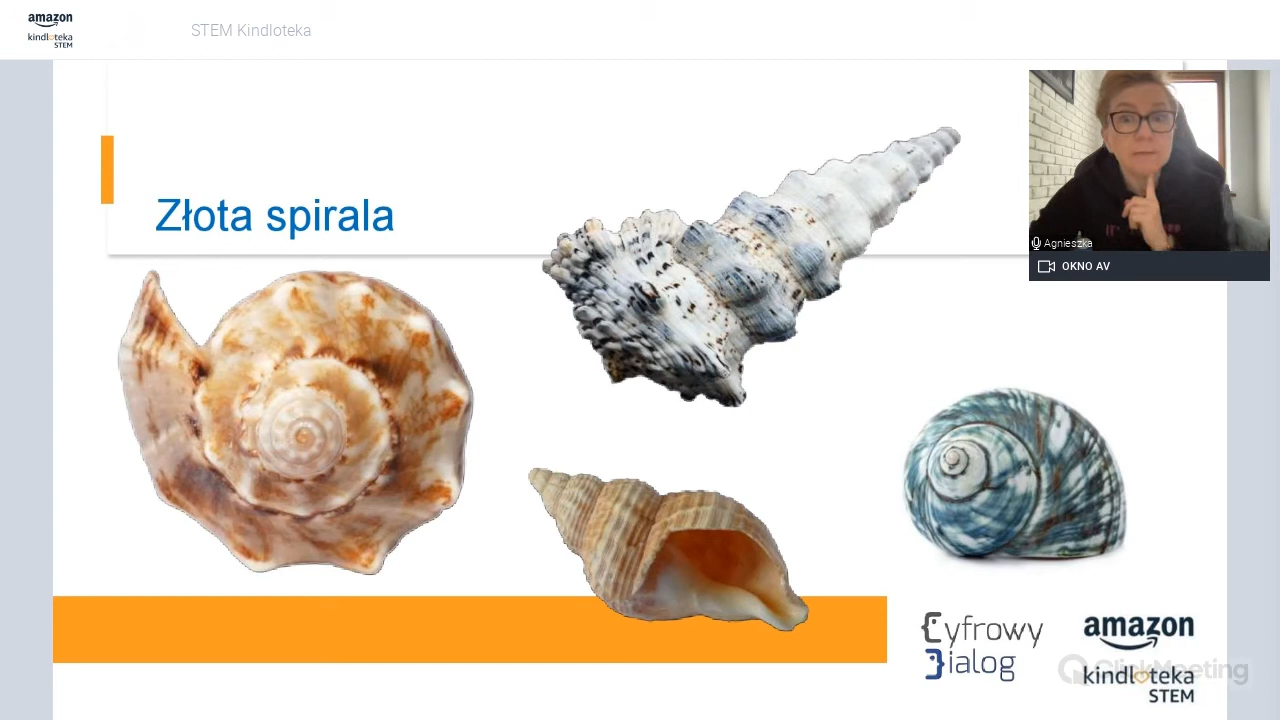 amazon
kindloteka
STEM
STEM Kindloteka
Złota spirala
Agnieszka
OKNO AV
Cyfrowy
Dialog
amazon
ClickMeeting
kindloteka
STEM